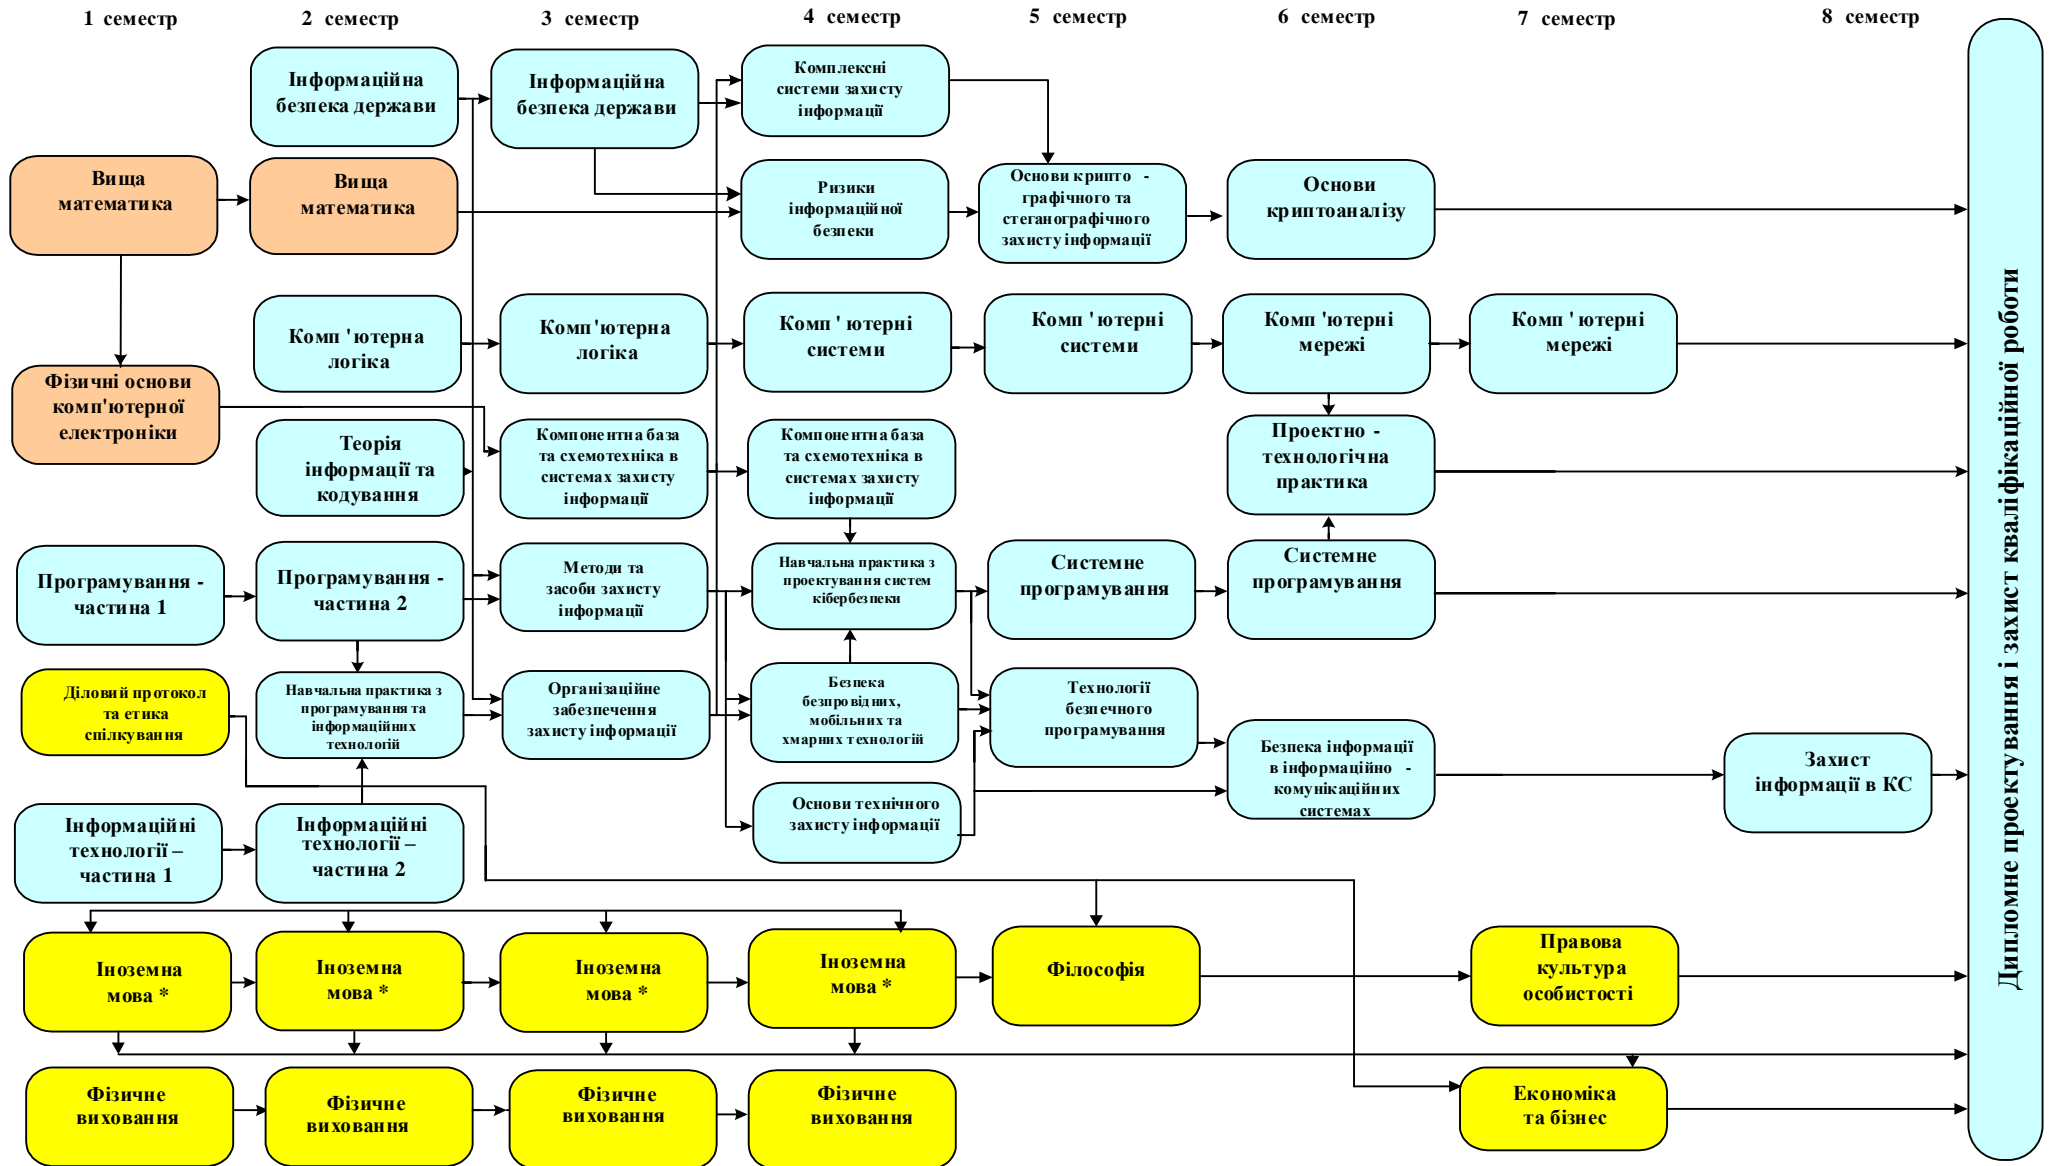 1 семестр
2 семестр
3 семестр
4 семестр
5 семестр
6 семестр
7 семестр
8 семестр
Інформаційна
безпека держави
Інформаційна
безпека держави
Комплексні
системи захисту
інформації
Вища
математика
Вища
математика
Ризики
інформаційної
безпеки
Основи крипто -
графічного та
стеганографічного
захисту інформації
Основи
криптоаналізу
Комп 'ютерна
логіка
Комп'ютерна
логіка
Комп ' ютерні
системи
Комп 'ютерні
системи
Комп 'ютерні
мережі
Комп ' ютерні
мережі
Фізичні основи
комп'ютерної
електроніки
Теорія
інформації та
кодування
Компонентна база
та схемотехніка в
системах захисту
інформації
Компонентна база
та схемотехніка в
системах захисту
інформації
Проектно -
технологічна
практика
Програмування -
частина 1
Програмування -
частина 2
Методи та
засоби захисту
інформації
Навчальна практика з
проектування систем
кібербезпеки
Системне
програмування
Системне
програмування
Діловий протокол
та етика
спілкування
Навчальна практика з
програмування та
інформаційних
технологій
Організаційне
забезпечення
захисту інформації
Безпека
безпровідних,
мобільних та
хмарних технологій
Технології
безпечного
програмування
Безпека інформації
в інформаційно -
комунікаційних
системах
Захист
інформації в КС
Інформаційні
технології –
частина 1
Інформаційні
технології –
частина 2
Основи технічного
захисту інформації
Іноземна
мова *
Іноземна
мова *
Іноземна
мова *
Іноземна
мова *
Філософія
Правова
культура
особистості
Фізичне
виховання
Фізичне
виховання
Фізичне
виховання
Фізичне
виховання
Економіка
та бізнес
Дипломне проектування і захист кваліфікаційної роботи